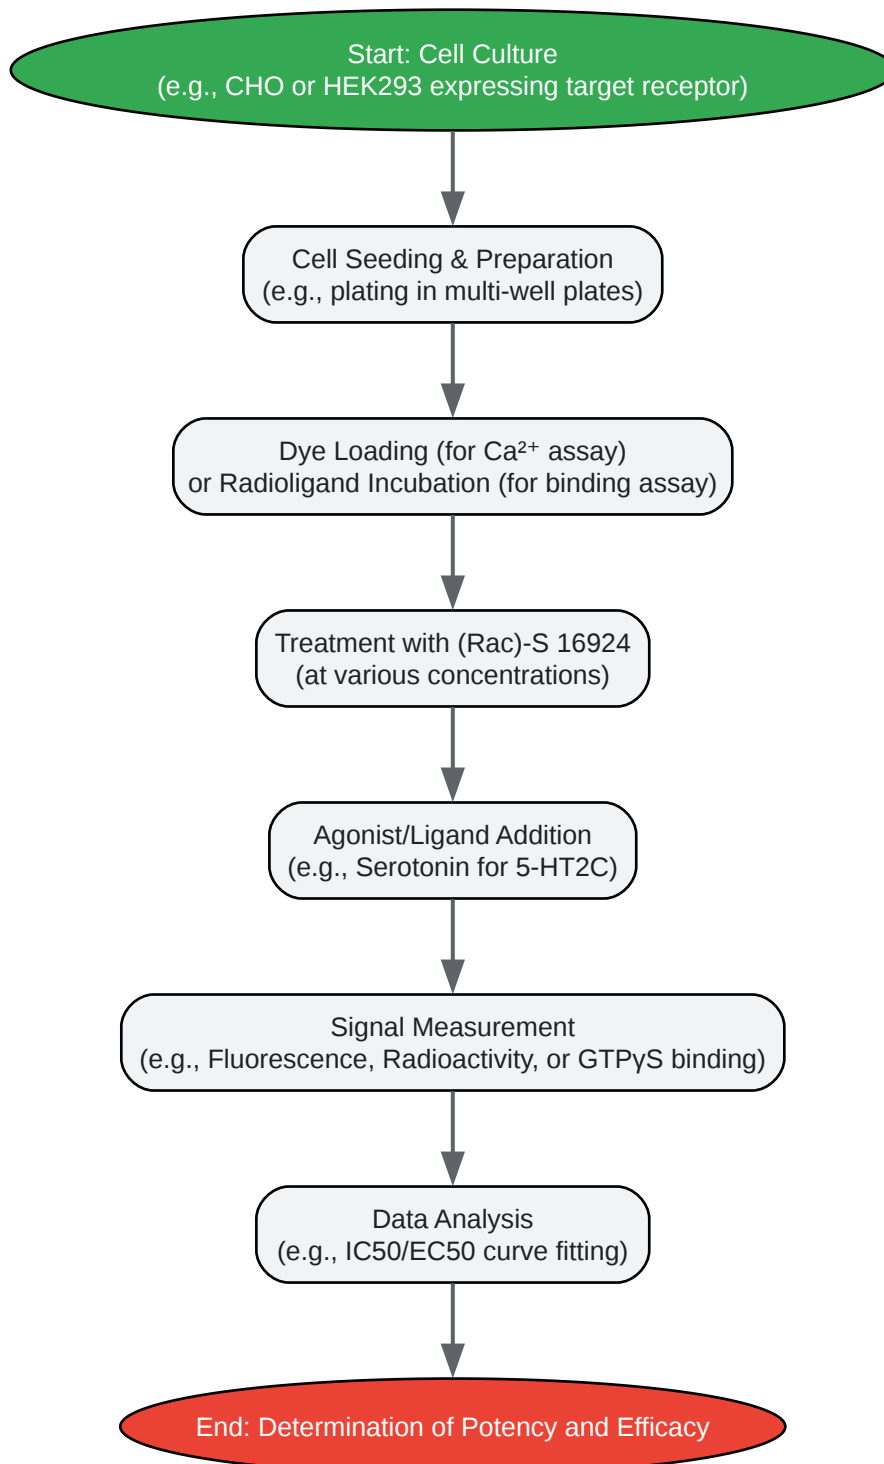 Start: Cell Culture
(e.g., CHO or HEK293 expressing target receptor)
Cell Seeding & Preparation
(e.g., plating in multi-well plates)
Dye Loading (for Ca²⁺ assay)
or Radioligand Incubation (for binding assay)
Treatment with (Rac)-S 16924
(at various concentrations)
Agonist/Ligand Addition
(e.g., Serotonin for 5-HT2C)
Signal Measurement
(e.g., Fluorescence, Radioactivity, or GTPγS binding)
Data Analysis
(e.g., IC50/EC50 curve fitting)
End: Determination of Potency and Efficacy